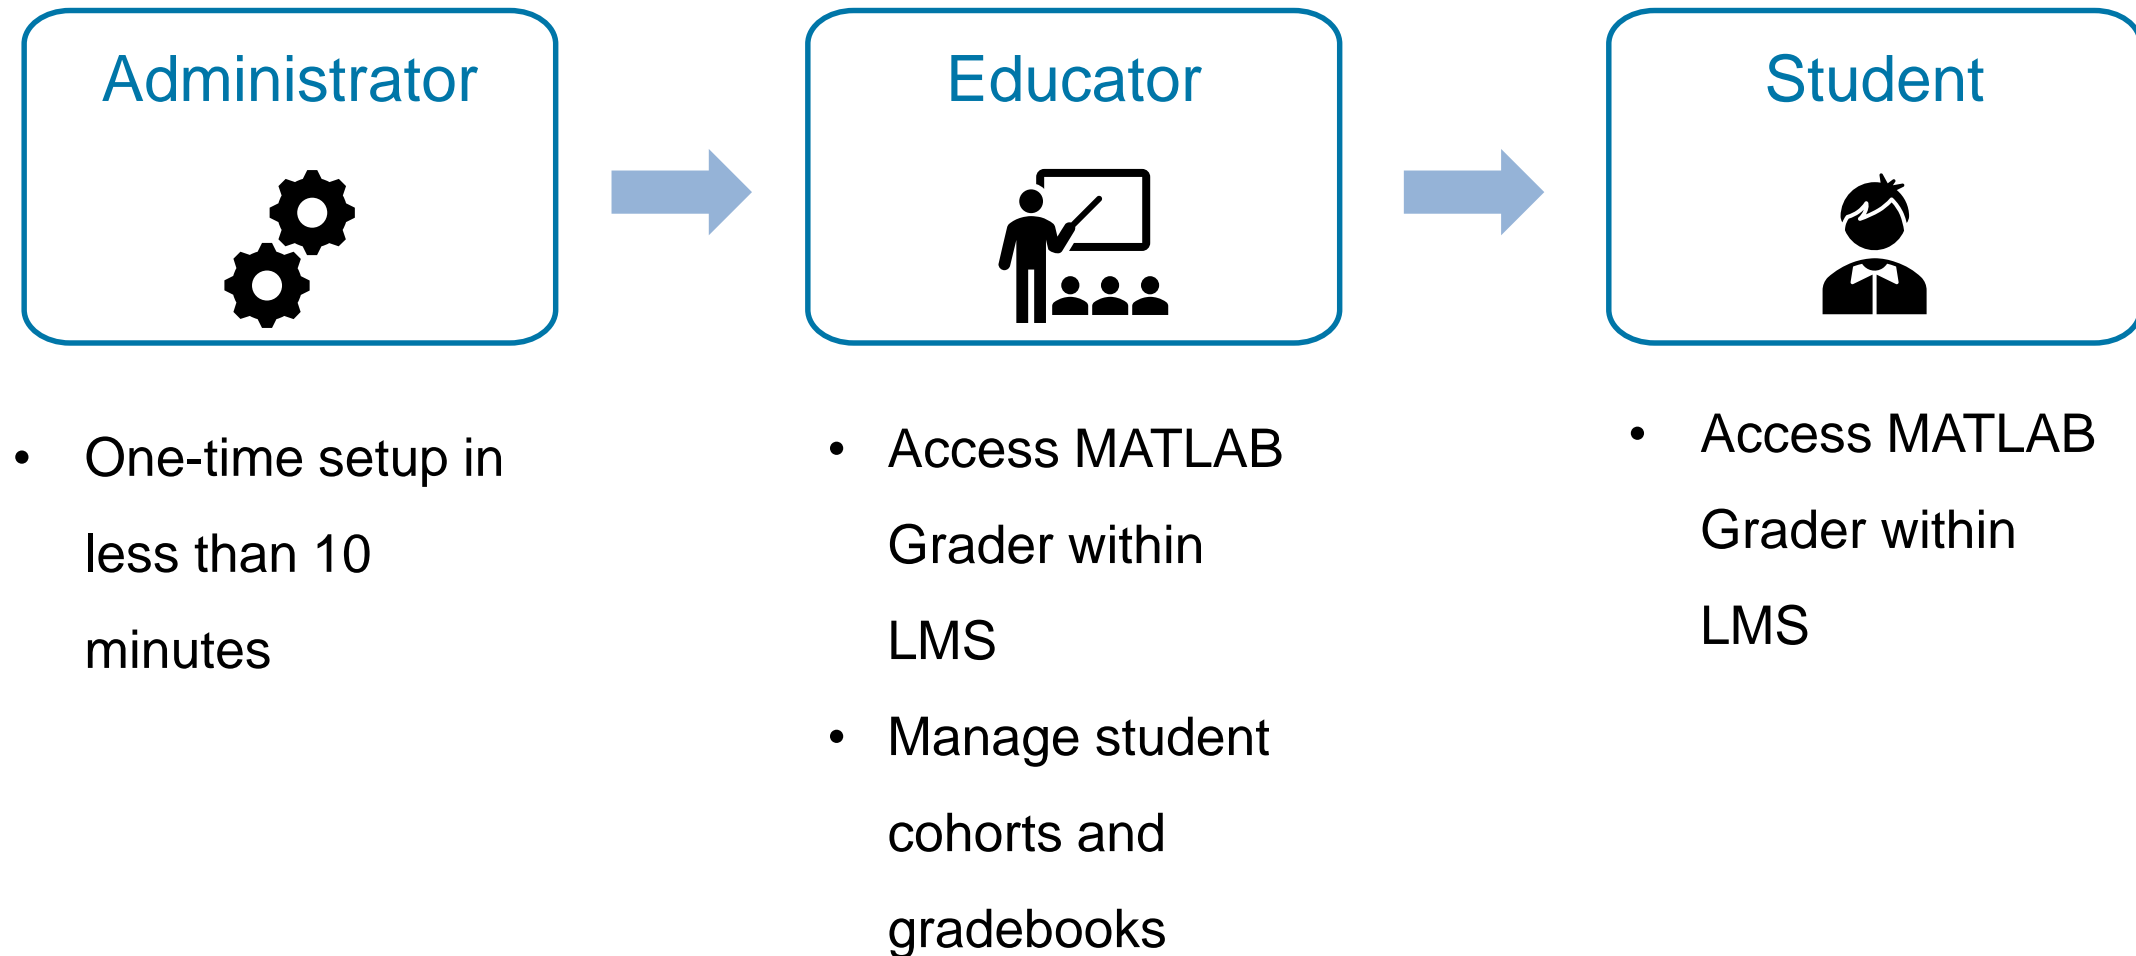 Administrator
• One-time setup in
less than 10
minutes
Educator
• Access MATLAB
Grader within
LMS
• Manage student
cohorts and
gradebooks
Student
• Access MATLAB
Grader within
LMS